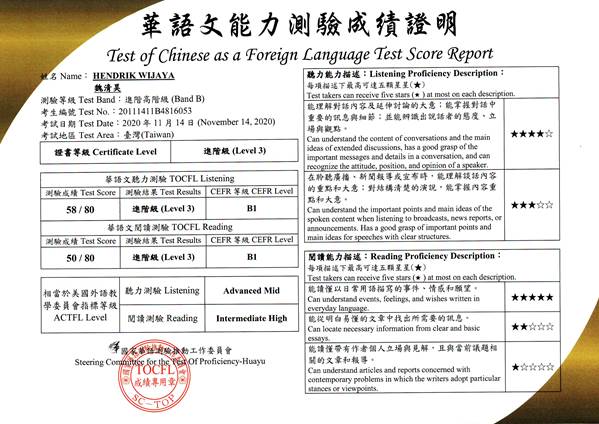 華語文能力測驗成績證明
Test of Chinese as a Foreign Language Test Score Report
姓名 Name： HENDRIK WIJAYA
魏清昊
測驗等級 Test Band：進階高階級 (Band B)
考生編號 Test No.：20111411B4816053
考試日期 Test Date：2020 年 11 月 14 日 (November 14, 2020)
考試地區 Test Area：臺灣(Taiwan)
證書等級 Certificate Level 進階級 (Level 3)
華語文聽力測驗 TOCFL Listening
測驗成績 Test Score 測驗結果 Test Results CEFR 等級 CEFR Level
58 / 80 進階級 (Level 3) B1
華語文閱讀測驗 TOCFL Reading
測驗成績 Test Score 測驗結果 Test Results CEFR 等級 CEFR Level
50 / 80 進階級 (Level 3) B1
相當於美國外語教
學委員會指標等級
ACTFL Level
聽力測驗 Listening Advanced Mid
閱讀測驗 Reading Intermediate High
國家華語測驗推動工作委員會
Steering Committee for the Test Of Proficiency-Huayu
TOCFL
成績專用章
SC-TOP
聽力能力描述：Listening Proficiency Description：
每項描述下最高可達五顆星星(★)
Test takers can receive five stars (★) at most on each description.
能理解對話內容及延伸討論的大意；能掌握對話中
重要的訊息與細節；並能辨識出說話者的態度、立
場與觀點。
Can understand the content of conversations and the main
ideas of extended discussions, has a good grasp of the
important messages and details in a conversation, and can
recognize the attitude, position, and opinion of a speaker.
★★★★☆
在聆聽廣播、新聞報導或宣布時，能理解談話內容
的重點和大意；對結構清楚的演說，能掌握內容重
點和大意。
Can understand the important points and main ideas of the
spoken content when listening to broadcasts, news reports, or
announcements. Has a good grasp of important points and
main ideas for speeches with clear structures.
★★★☆☆
閱讀能力描述：Reading Proficiency Description：
每項描述下最高可達五顆星星(★)
Test takers can receive five stars (★) at most on each description.
能讀懂以日常用語描寫的事件、情感和願望。
Can understand events, feelings, and wishes written in
everyday language.
★★★★★
能從明白易懂的文章中找出所需要的訊息。
Can locate necessary information from clear and basic
essays.
★★☆☆☆
能讀懂帶有作者個人立場與見解，且與當前議題相
關的文章和報導。
Can understand articles and reports concerned with
contemporary problems in which the writers adopt particular
stances or viewpoints.
★☆☆☆☆